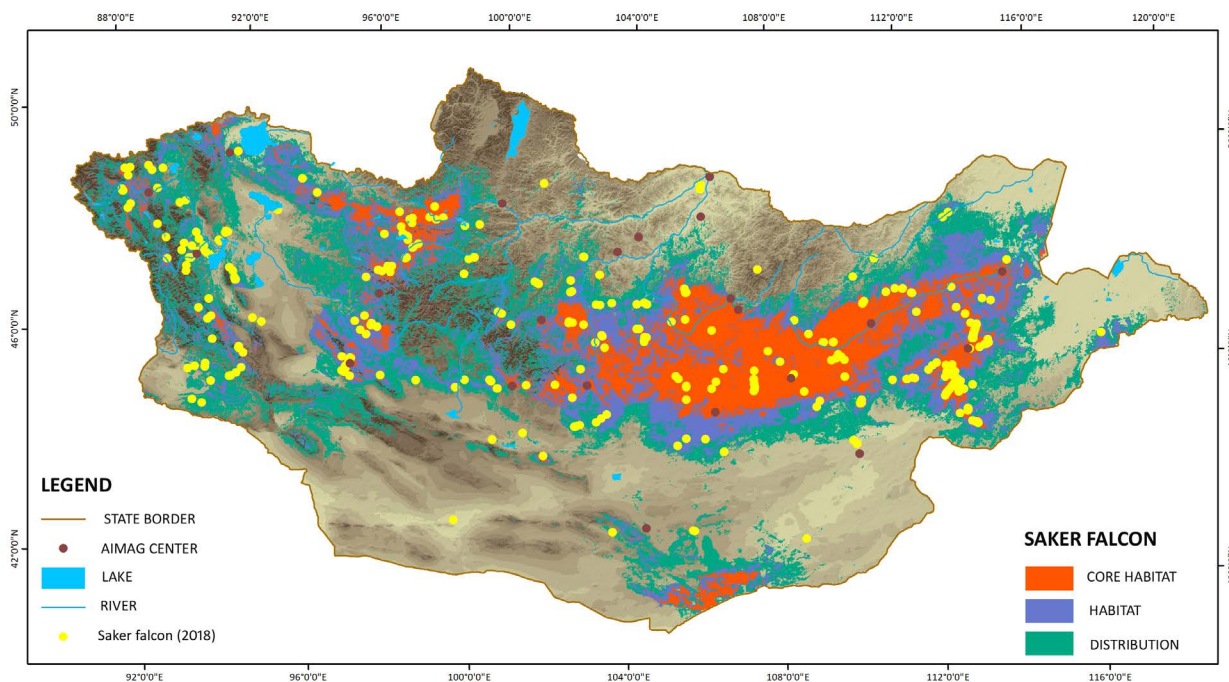 88°0'0"E 92°0'0"E 96°0'0"E 100°0'0"E 104°0'0"E 108°0'0"E 112°0'0"E 116°0'0"E 120°0'0"E
50°0'0"N
46°0'0"N
42°0'0"N
LEGEND
STATE BORDER
AIMAG CENTER
LAKE
RIVER
Saker falcon (2018)
SAKER FALCON
CORE HABITAT
HABITAT
DISTRIBUTION
92°0'0"E 96°0'0"E 100°0'0"E 104°0'0"E 108°0'0"E 112°0'0"E 116°0'0"E